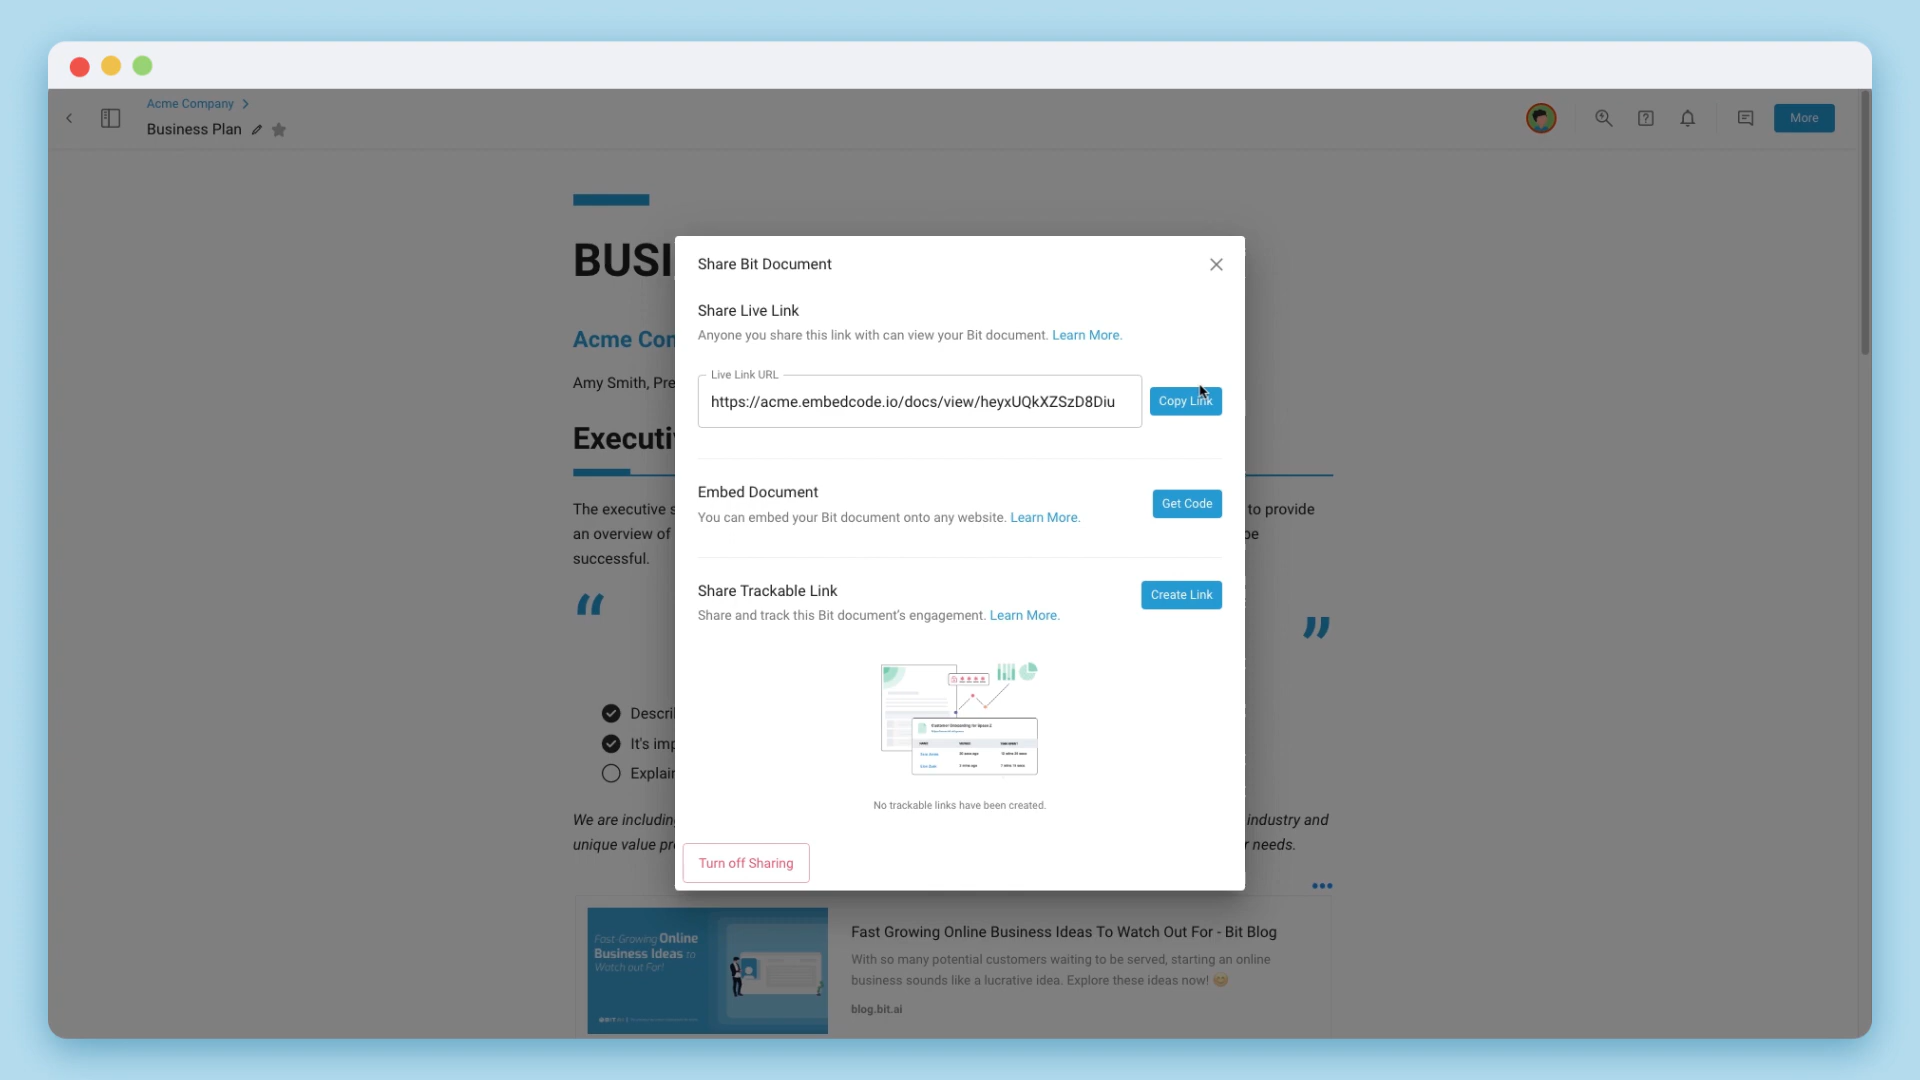 Acme Company
Business Plan
More
BUSI
Acme Con
Amy Smith, Pre
Executi
The executive s
to provide
an overview of
be
successful.
“
”
Descri
It's imp
Explain
We are including
industry and
unique value pr
r needs.
Share Bit Document
Share Live Link
Anyone you share this link with can view your Bit document. Learn More.
Live Link URL
https://acme.embedcode.io/docs/view/heyxUQkXZSzD8Diu
Copy Link
Embed Document
You can embed your Bit document onto any website. Learn More.
Get Code
Share Trackable Link
Share and track this Bit document's engagement. Learn More.
Create Link
No trackable links have been created.
Turn off Sharing
Fast-Growing Online
Business Ideas to
Watch out For!
Fast Growing Online Business Ideas To Watch Out For - Bit Blog
With so many potential customers waiting to be served, starting an online
business sounds like a lucrative idea. Explore these ideas now! 😊
blog.bit.ai